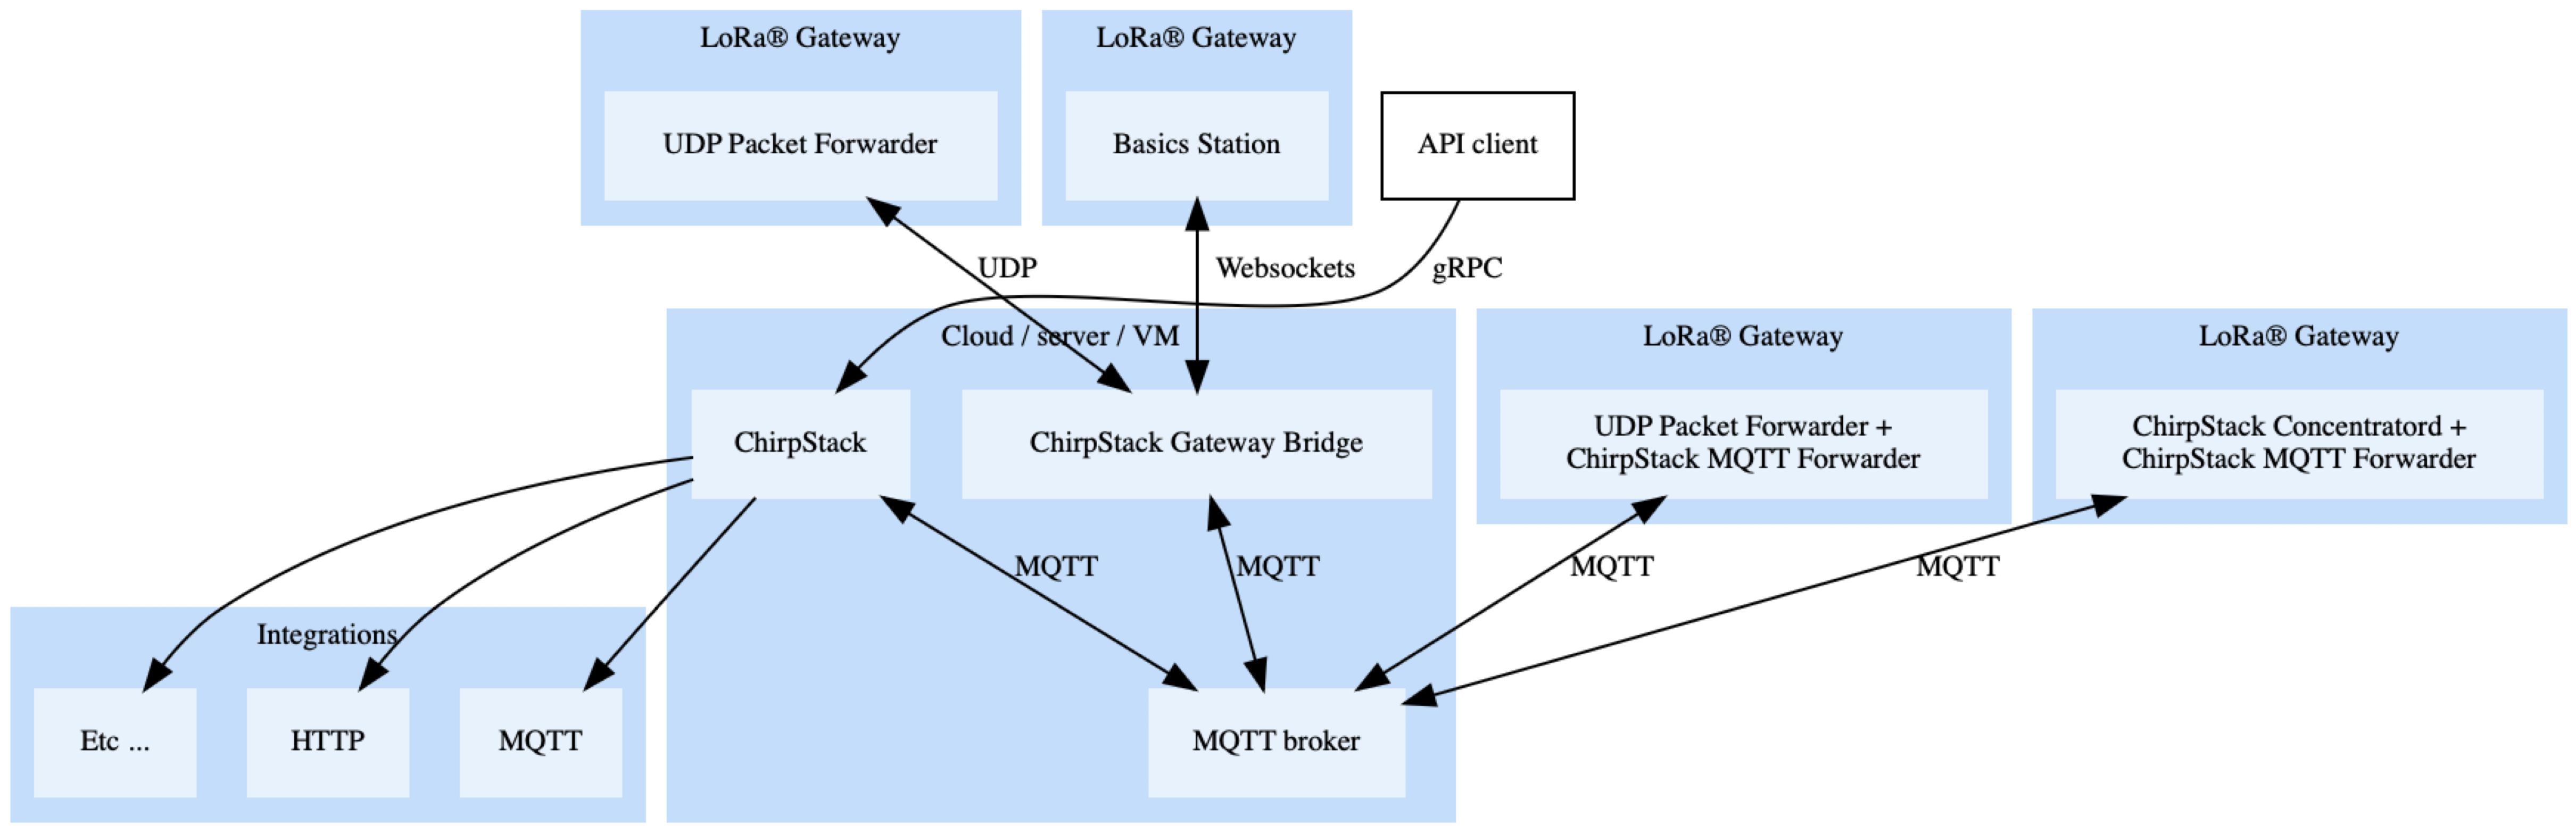 LoRa® Gateway
LoRa® Gateway
UDP Packet Forwarder
Basics Station
API client
UDP
Websockets
gRPC
Cloud / server / VM
LoRa® Gateway
LoRa® Gateway
ChirpStack
ChirpStack Gateway Bridge
UDP Packet Forwarder +
ChirpStack MQTT Forwarder
ChirpStack Concentratord +
ChirpStack MQTT Forwarder
MQTT
MQTT
MQTT
MQTT
Integrations
Etc ...
HTTP
MQTT
MQTT broker